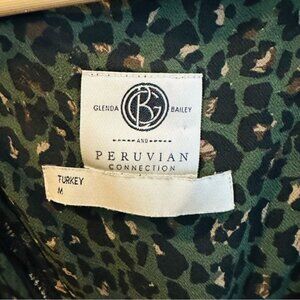 GLENDA GB BAILEY
AND
PERUVIAN
CONNECTION
TURKEY
M